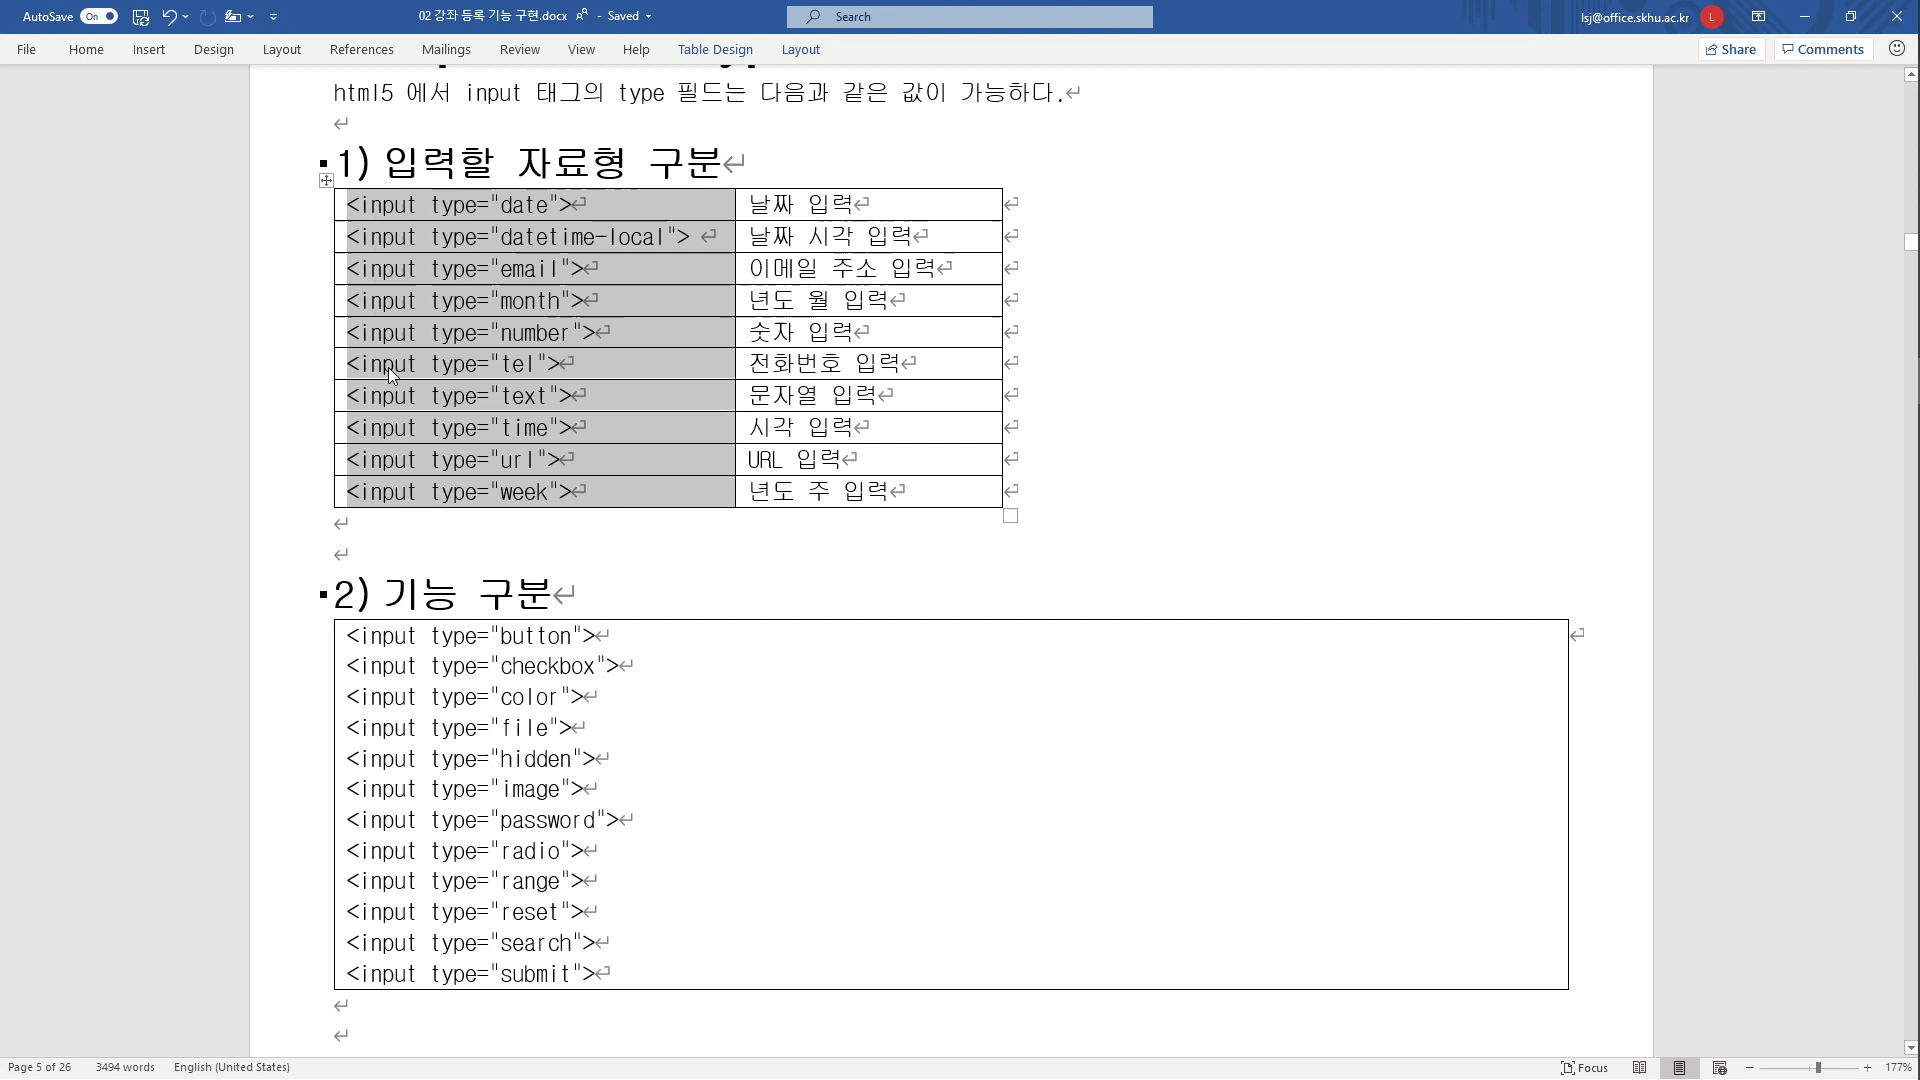 AutoSave On 02 강좌 등록 기능 구현.docx - Saved Search lsj@office.skhu.ac.kr L
File Home Insert Design Layout References Mailings Review View Help Table Design Layout Share Comments
html5 에서 input 태그의 type 필드는 다음과 같은 값이 가능하다.
1) 입력할 자료형 구분
<input type="date"> 날짜 입력
<input type="datetime-local"> 날짜 시각 입력
<input type="email"> 이메일 주소 입력
<input type="month"> 년도 월 입력
<input type="number"> 숫자 입력
<input type="tel"> 전화번호 입력
<input type="text"> 문자열 입력
<input type="time"> 시각 입력
<input type="url"> URL 입력
<input type="week"> 년도 주 입력
2) 기능 구분
<input type="button">
<input type="checkbox">
<input type="color">
<input type="file">
<input type="hidden">
<input type="image">
<input type="password">
<input type="radio">
<input type="range">
<input type="reset">
<input type="search">
<input type="submit">
Page 5 of 26 3494 words English (United States) Focus 177%